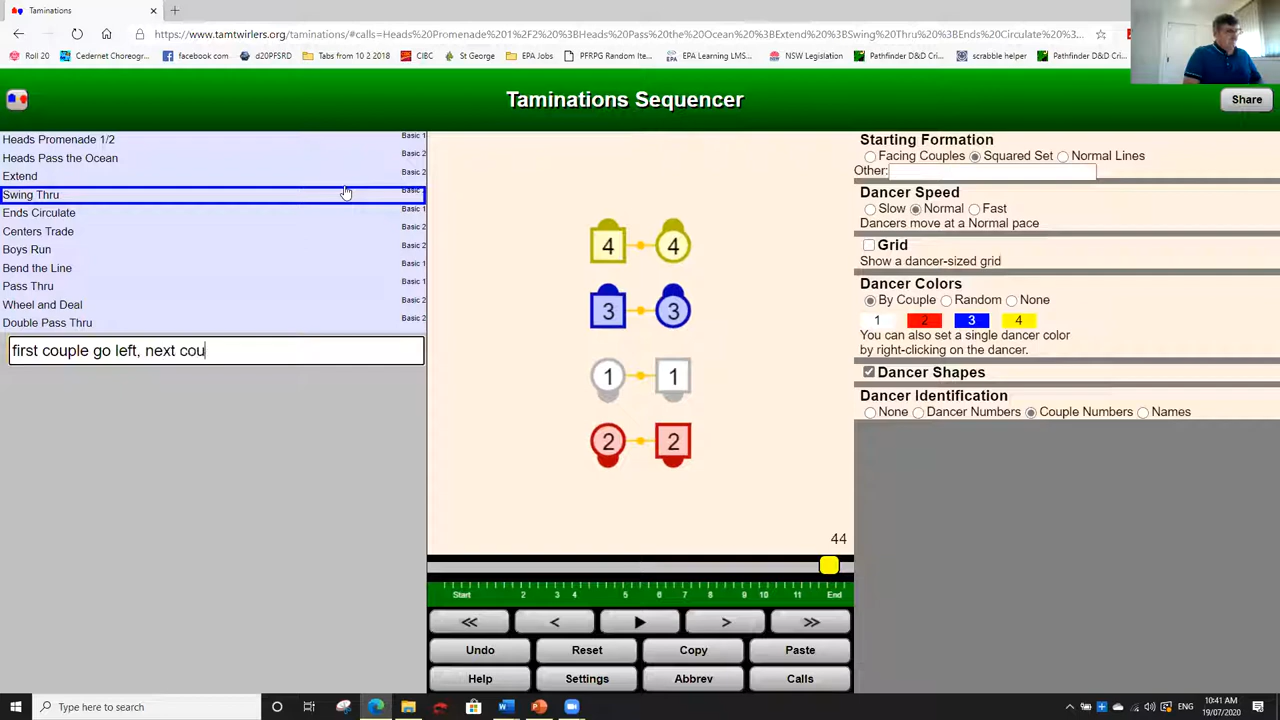 Taminations
https://www.tamtwirlers.org/taminations/#calls=Heads%20Promenade%201%2F2%20%3BHeads%20Pass%20the%20Ocean%20%3BExtend%20%3BSwing%20Thru%20%3BEnds%20Circulate%20%3...
Roll 20 Cedernet Choreogr... facebook com d20PFSRD Tabs from 10 2 2018 CIBC St George EPA Jobs PFRPG Random Ite... EPA Learning LMS... NSW Legislation Pathfinder D&D Cri... scrabble helper Pathfinder D&D Cri...
Taminations Sequencer
Share
Heads Promenade 1/2 Basic 1
Heads Pass the Ocean Basic 2
Extend Basic 2
Swing Thru
Ends Circulate Basic 1
Centers Trade Basic 2
Boys Run Basic 2
Bend the Line Basic 1
Pass Thru Basic 1
Wheel and Deal Basic 2
Double Pass Thru Basic 1
first couple go left, next cou
4 4
3 3
1 1
2 2
44
Start 2 3 4 5 6 7 8 9 10 11 End
<< < > >>
Undo Reset Copy Paste
Help Settings Abbrev Calls
Starting Formation
Facing Couples Squared Set Normal Lines
Other:
Dancer Speed
Slow Normal Fast
Dancers move at a Normal pace
Grid
Show a dancer-sized grid
Dancer Colors
By Couple Random None
1 2 3 4
You can also set a single dancer color
by right-clicking on the dancer.
Dancer Shapes
Dancer Identification
None Dancer Numbers Couple Numbers Names
Type here to search
ENG
10:41 AM
19/07/2020